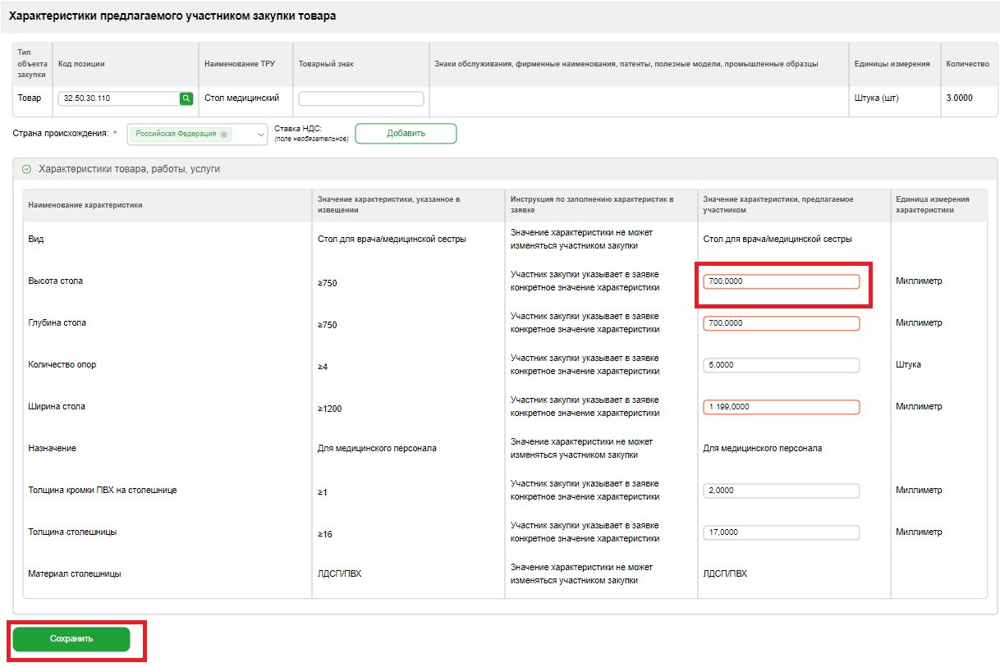 Характеристики предлагаемого участником закупки товара
Тип
объекта
закупки
Код позиции
Наименование ТРУ
Товарный знак
Знаки обслуживания, фирменные наименования, патенты, полезные модели, промышленные образцы
Единицы измерения
Количество
Товар
32.50.30.110
Стол медицинский
Штука (шт)
3.0000
Страна происхождения: *
Российская Федерация
Ставка НДС:
(поле необязательное)
Добавить
Характеристики товара, работы, услуги
Наименование характеристики
Значение характеристики, указанное в
извещении
Инструкция по заполнению характеристик в
заявке
Значение характеристики, предлагаемое
участником
Единица измерения
характеристики
Вид
Стол для врача/медицинской сестры
Значение характеристики не может
изменяться участником закупки
Стол для врача/медицинской сестры
Высота стола
≥750
Участник закупки указывает в заявке
конкретное значение характеристики
700,0000
Миллиметр
Глубина стола
≥750
Участник закупки указывает в заявке
конкретное значение характеристики
700,0000
Миллиметр
Количество опор
≥4
Участник закупки указывает в заявке
конкретное значение характеристики
5,0000
Штука
Ширина стола
≥1200
Участник закупки указывает в заявке
конкретное значение характеристики
1 199,0000
Миллиметр
Назначение
Для медицинского персонала
Значение характеристики не может
изменяться участником закупки
Для медицинского персонала
Толщина кромки ПВХ на столешнице
≥1
Участник закупки указывает в заявке
конкретное значение характеристики
2,0000
Миллиметр
Толщина столешницы
≥16
Участник закупки указывает в заявке
конкретное значение характеристики
17,0000
Миллиметр
Материал столешницы
ЛДСП/ПВХ
Значение характеристики не может
изменяться участником закупки
ЛДСП/ПВХ
Сохранить